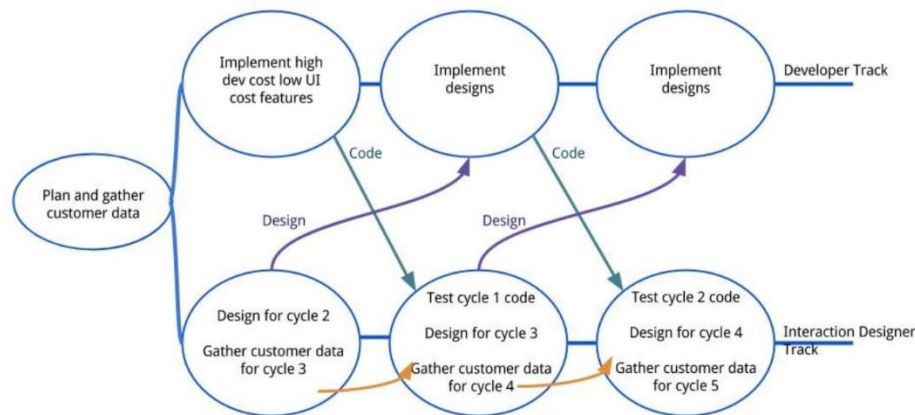 Implement high
dev cost low UI
cost features
Implement
designs
Implement
designs
Developer Track
Code
Code
Plan and gather
customer data
Design
Design
Design for cycle 2
Gather customer data
for cycle 3
Test cycle 1 code
Design for cycle 3
Gather customer data
for cycle 4
Test cycle 2 code
Design for cycle 4
Gather customer data
for cycle 5
Interaction Designer
Track